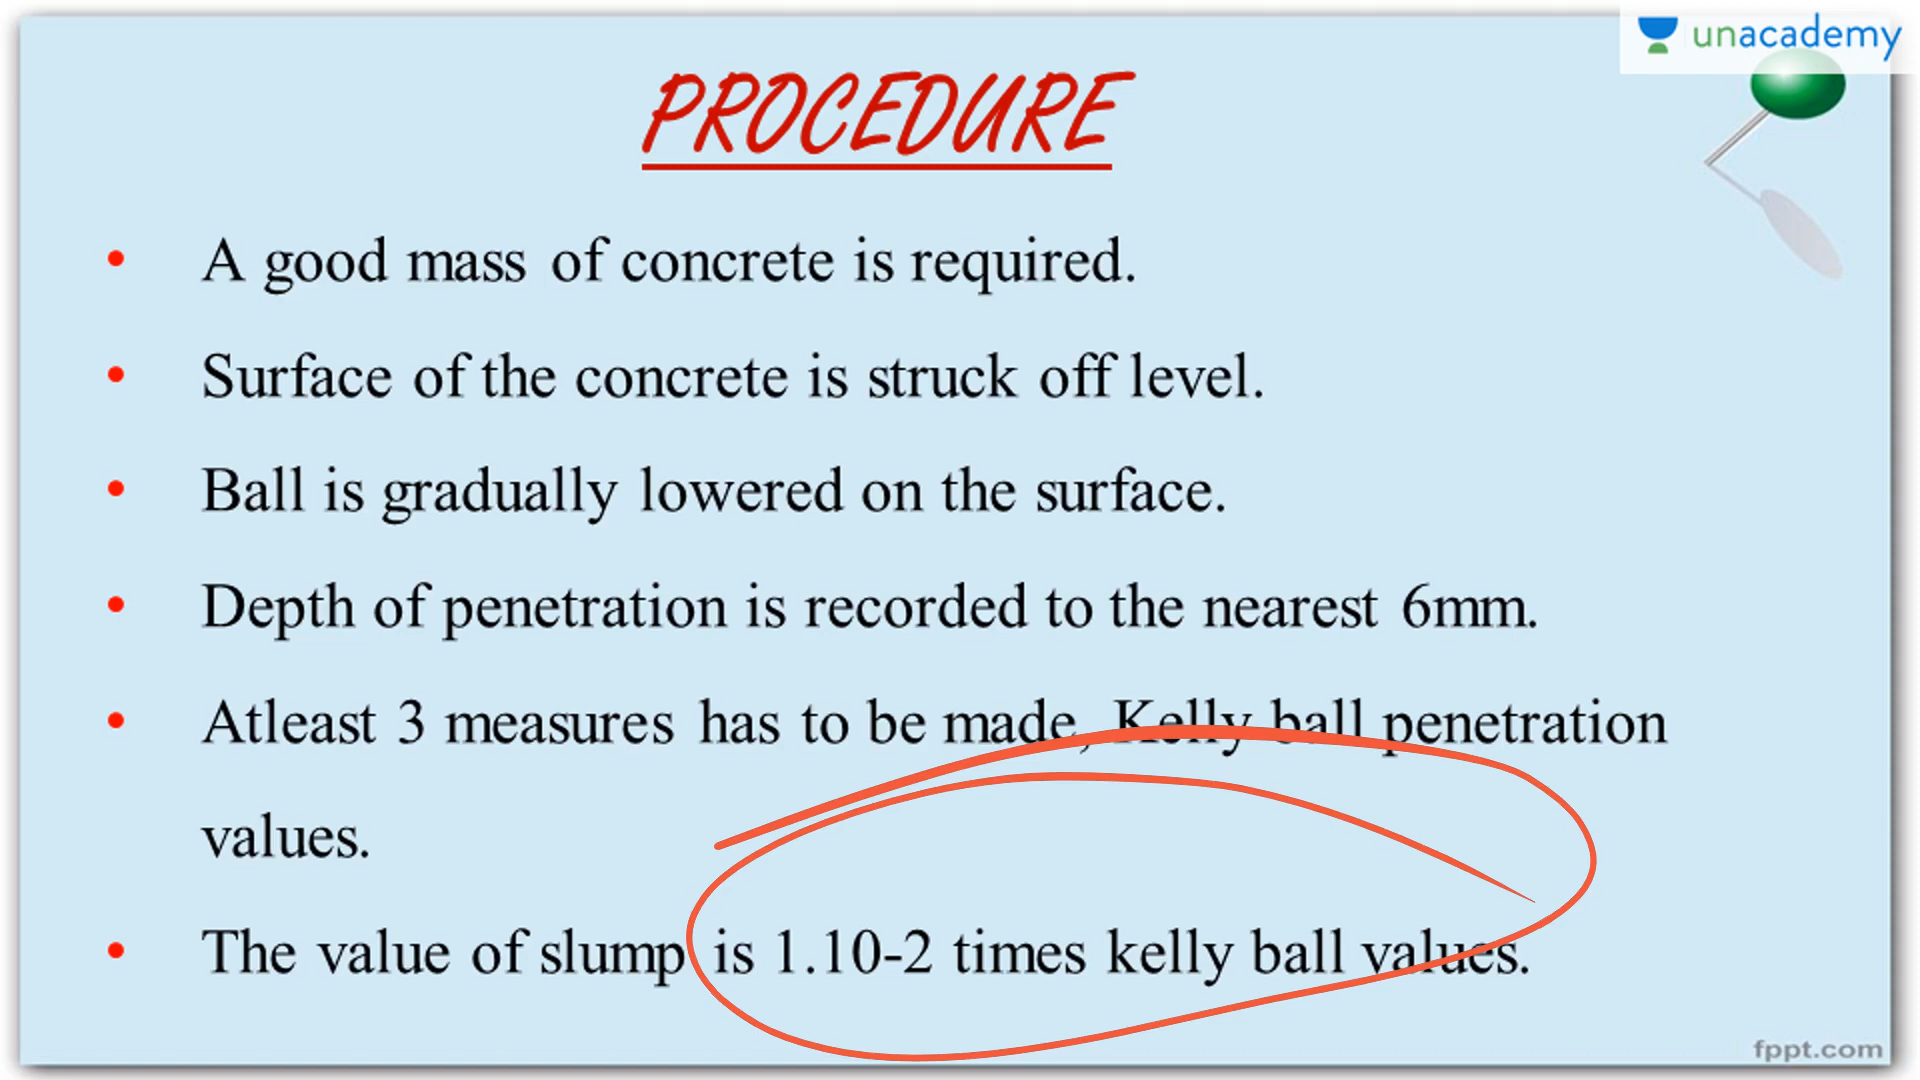 unacademy
PROCEDURE
• A good mass of concrete is required.
• Surface of the concrete is struck off level.
• Ball is gradually lowered on the surface.
• Depth of penetration is recorded to the nearest 6mm.
• Atleast 3 measures has to be made, Kelly ball penetration
values.
• The value of slump is 1.10-2 times kelly ball values.
fppt.com